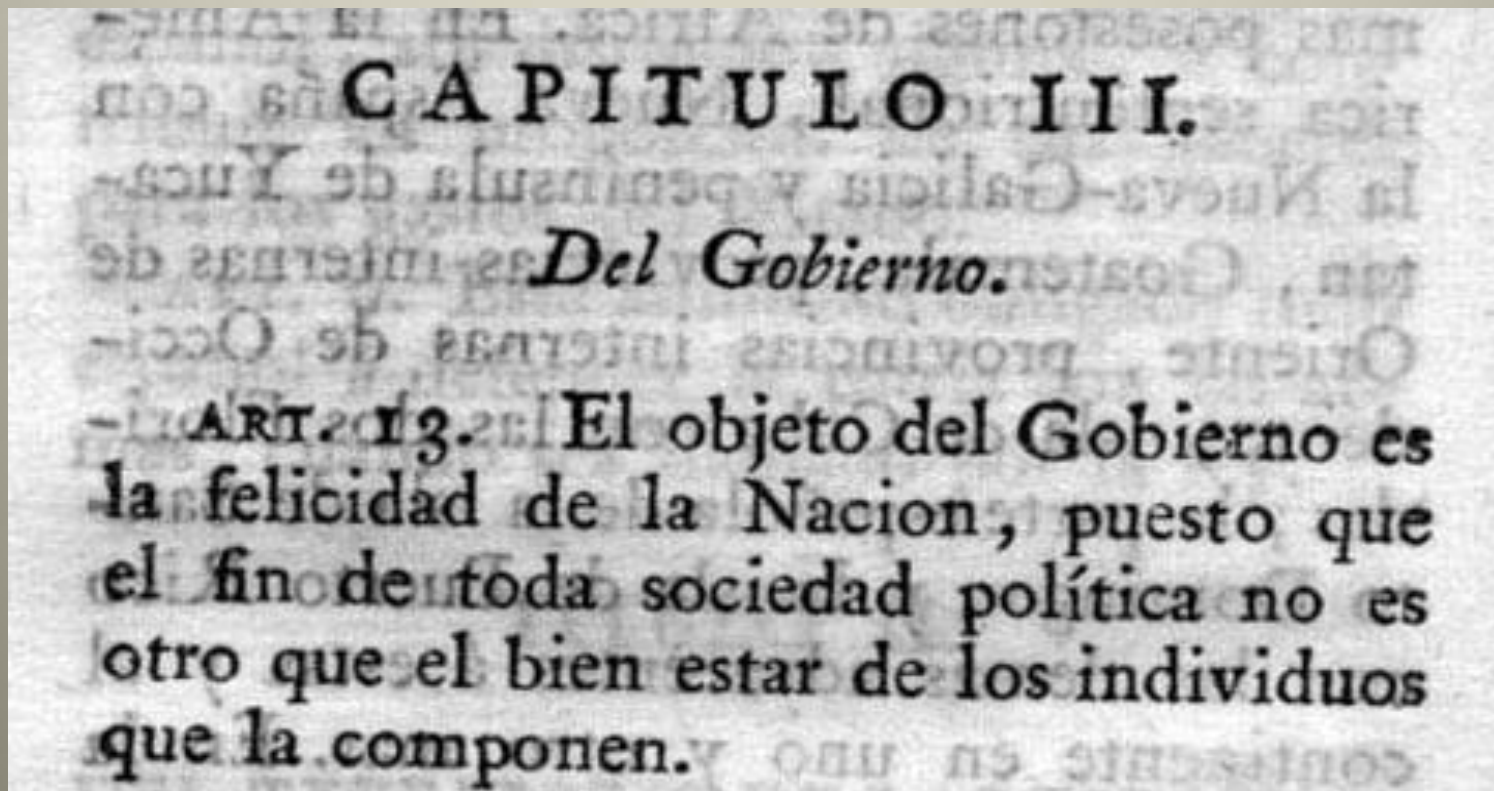 CAPITULO III.
Del Gobierno.
ART. 13. El objeto del Gobierno es
la felicidad de la Nacion, puesto que
el fin de toda sociedad política no es
otro que el bien estar de los individuos
que la componen.